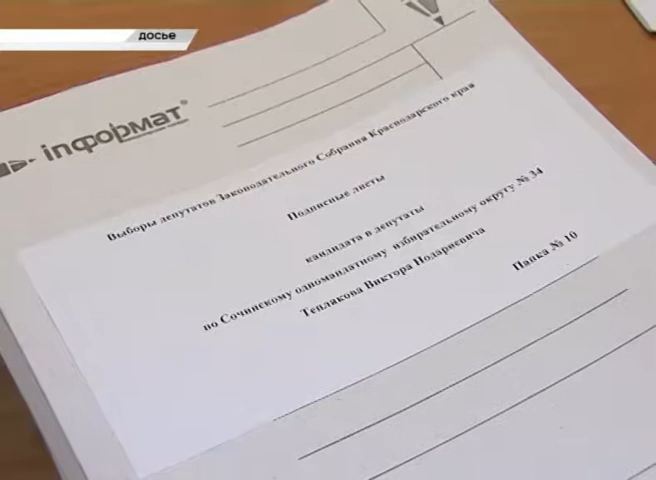 досье
інформат®
Выборы депутатов Законодательного Собрания Краснодарского края
Подписные листы
кандидата в депутаты
по Сочинскому одномандатному избирательному округу № 34
Теплякова Виктора Нодариевича
Папка № 10